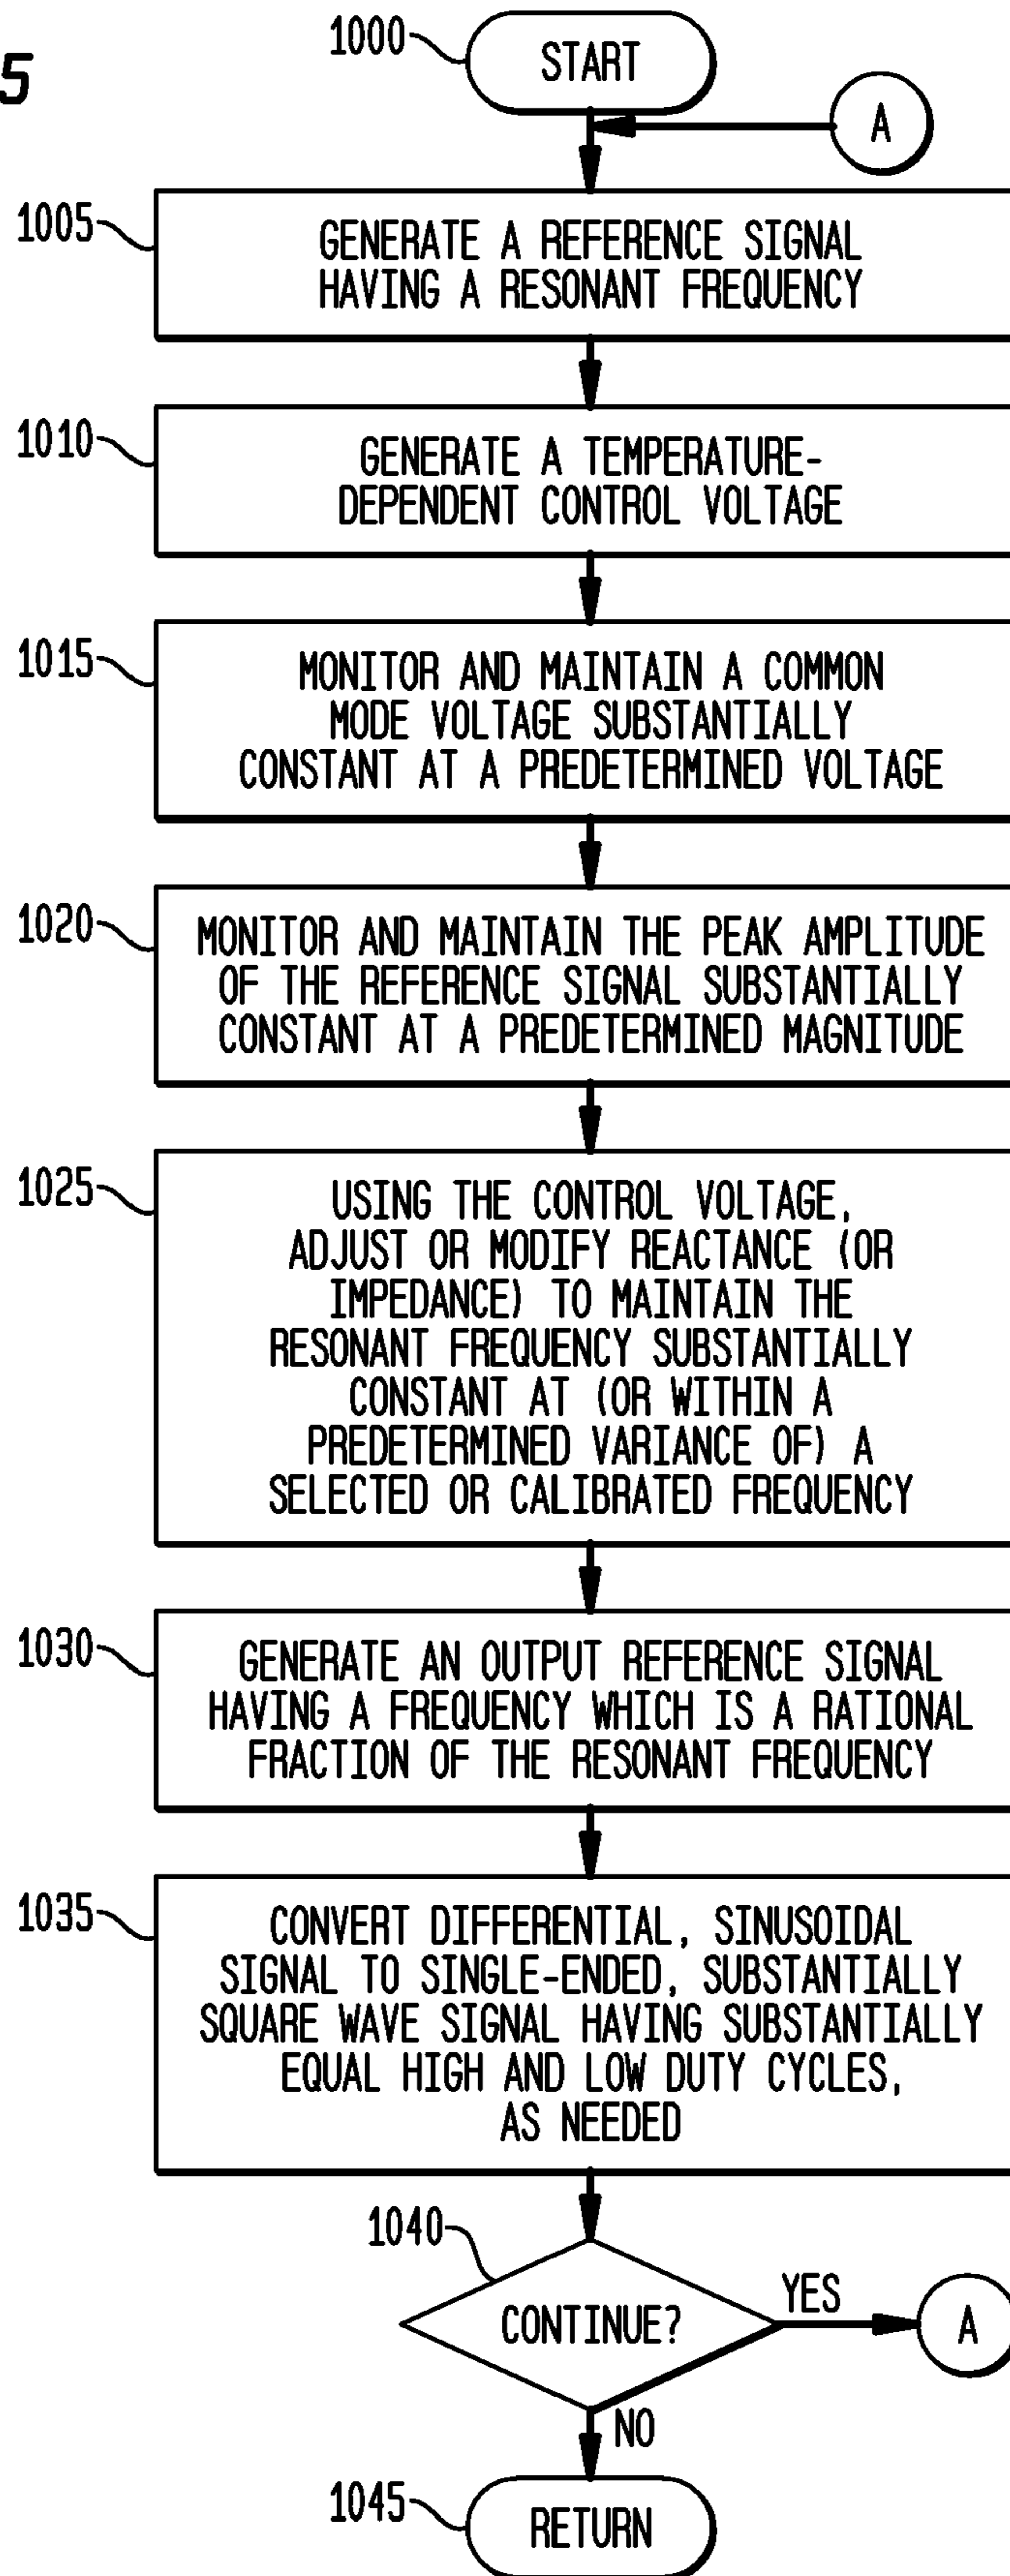 5
1000
START
A
1005
GENERATE A REFERENCE SIGNAL
HAVING A RESONANT FREQUENCY
1010
GENERATE A TEMPERATURE-
DEPENDENT CONTROL VOLTAGE
1015
MONITOR AND MAINTAIN A COMMON
MODE VOLTAGE SUBSTANTIALLY
CONSTANT AT A PREDETERMINED VOLTAGE
1020
MONITOR AND MAINTAIN THE PEAK AMPLITUDE
OF THE REFERENCE SIGNAL SUBSTANTIALLY
CONSTANT AT A PREDETERMINED MAGNITUDE
1025
USING THE CONTROL VOLTAGE,
ADJUST OR MODIFY REACTANCE (OR
IMPEDANCE) TO MAINTAIN THE
RESONANT FREQUENCY SUBSTANTIALLY
CONSTANT AT (OR WITHIN A
PREDETERMINED VARIANCE OF) A
SELECTED OR CALIBRATED FREQUENCY
1030
GENERATE AN OUTPUT REFERENCE SIGNAL
HAVING A FREQUENCY WHICH IS A RATIONAL
FRACTION OF THE RESONANT FREQUENCY
1035
CONVERT DIFFERENTIAL, SINUSOIDAL
SIGNAL TO SINGLE-ENDED, SUBSTANTIALLY
SQUARE WAVE SIGNAL HAVING SUBSTANTIALLY
EQUAL HIGH AND LOW DUTY CYCLES,
AS NEEDED
1040
CONTINUE?
YES
A
NO
1045
RETURN